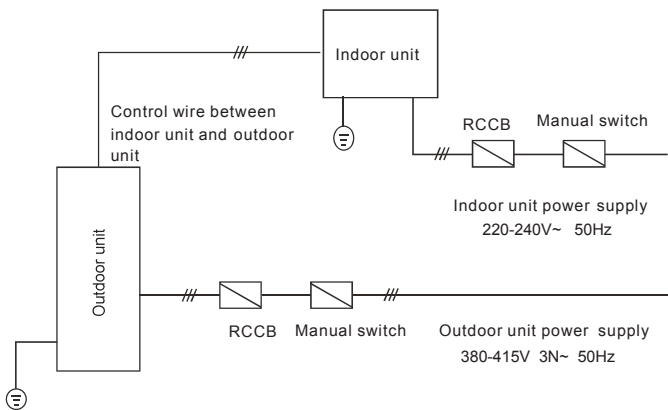 Indoor unit
Control wire between
indoor unit and outdoor
unit
RCCB
Manual switch
Indoor unit power supply
220-240V~ 50Hz
Outdoor unit
RCCB
Manual switch
Outdoor unit power supply
380-415V 3N~ 50Hz